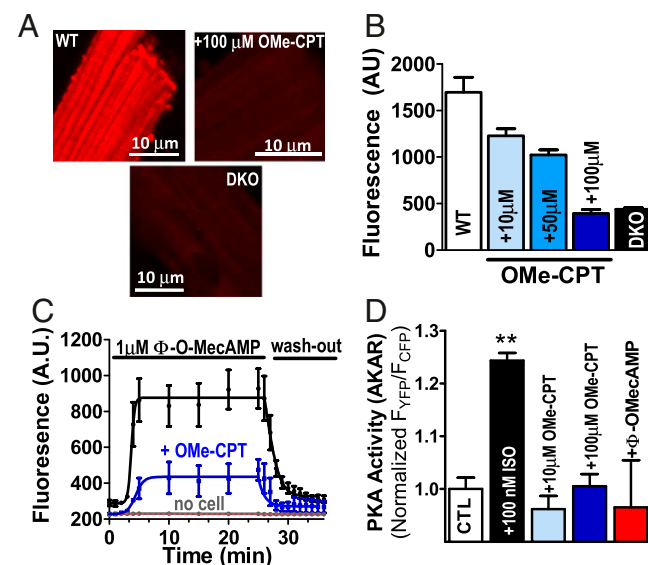 A
WT
10 µm
+100 µM OMe-CPT
10 µm
DKO
10 µm
B
Fluorescence (AU)
2000
1500
1000
500
0
WT
+10µM
+50µM
+100µM
DKO
OMe-CPT
C
Fluoresence (A.U.)
1200
1000
800
600
400
200
1µM Φ-O-MecAMP
wash-out
+ OMe-CPT
no cell
0 10 20 30
Time (min)
D
PKA Activity (AKAR)
(Normalized FYFP/FCFP)
1.3
1.2
1.1
1.0
**
CTL
+100 nM ISO
+10µM OMe-CPT
+100µM OMe-CPT
+Φ-OMecAMP